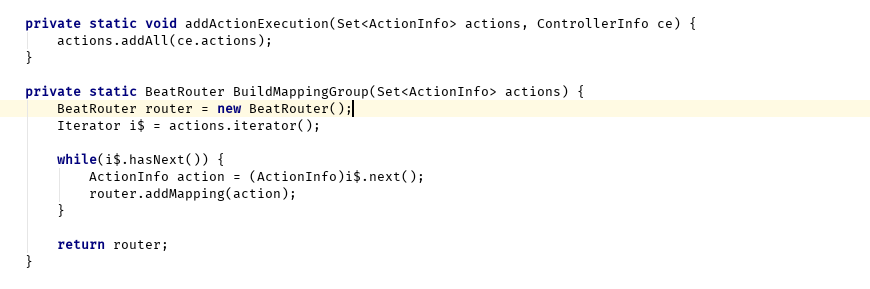 private static void addActionExecution(Set<ActionInfo> actions, ControllerInfo ce) {
    actions.addAll(ce.actions);
}
private static BeatRouter BuildMappingGroup(Set<ActionInfo> actions) {
    BeatRouter router = new BeatRouter();
    Iterator i$ = actions.iterator();
    while(i$.hasNext()) {
        ActionInfo action = (ActionInfo)i$.next();
        router.addMapping(action);
    }
    return router;
}